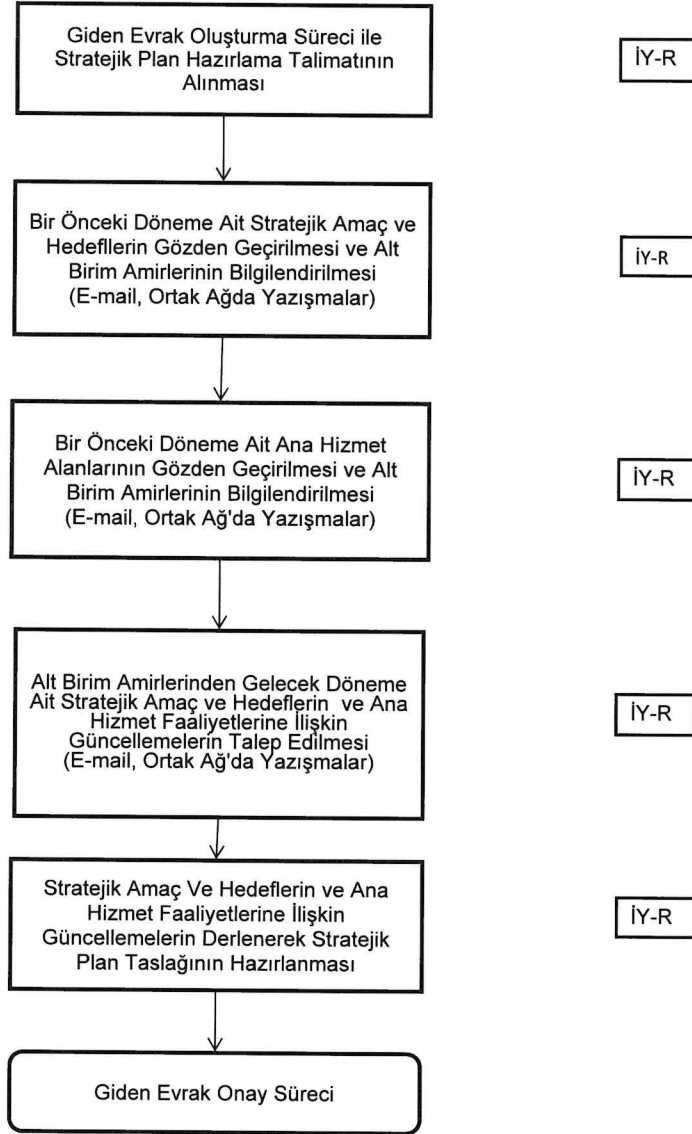 Giden Evrak Oluşturma Süreci ile
Stratejik Plan Hazırlama Talimatının
Alınması
İY-R
Bir Önceki Döneme Ait Stratejik Amaç ve
Hedefllerin Gözden Geçirilmesi ve Alt
Birim Amirlerinin Bilgilendirilmesi
(E-mail, Ortak Ağda Yazışmalar)
İY-R
Bir Önceki Döneme Ait Ana Hizmet
Alanlarının Gözden Geçirilmesi ve Alt
Birim Amirlerinin Bilgilendirilmesi
(E-mail, Ortak Ağ'da Yazışmalar)
İY-R
Alt Birim Amirlerinden Gelecek Döneme
Ait Stratejik Amaç ve Hedeflerin ve Ana
Hizmet Faaliyetlerine İlişkin
Güncellemelerin Talep Edilmesi
(E-mail, Ortak Ağ'da Yazışmalar)
İY-R
Stratejik Amaç Ve Hedeflerin ve Ana
Hizmet Faaliyetlerine İlişkin
Güncellemelerin Derlenerek Stratejik
Plan Taslağının Hazırlanması
İY-R
Giden Evrak Onay Süreci